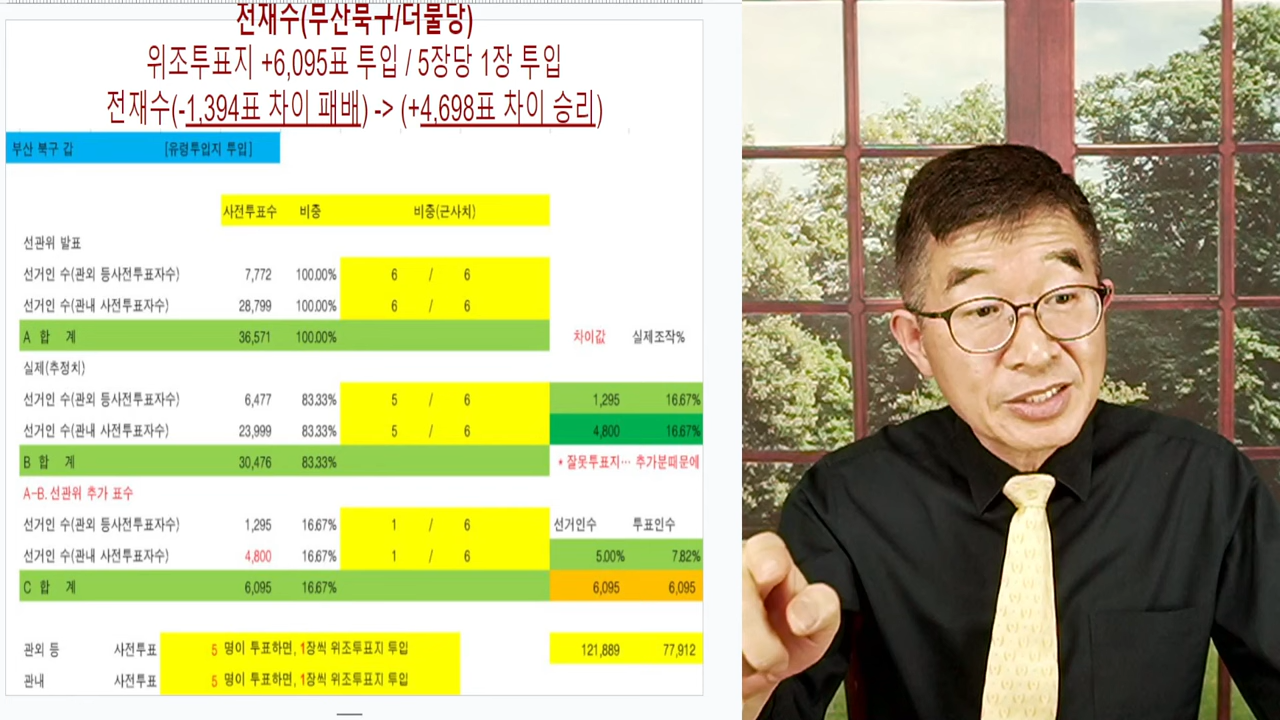 전재수(부산북구/더물당)
위조투표지 +6,095표 투입 / 5장당 1장 투입
전재수(-1,394표 차이 패배) -> (+4,698표 차이 승리)
부산 북구 갑 [유령투입지 투입]
사전투표수 비중 비중(근사치)
선관위 발표
선거인 수(관외 등사전투표자수) 7,772 100.00% 6 / 6
선거인 수(관내 사전투표자수) 28,799 100.00% 6 / 6
A 합 계 36,571 100.00% 차이값 실제조작%
실제(추정치)
선거인 수(관외 등사전투표자수) 6,477 83.33% 5 / 6 1,295 16.67%
선거인 수(관내 사전투표자수) 23,999 83.33% 5 / 6 4,800 16.67%
B 합 계 30,476 83.33% * 잘못투표지… 추가분때문에
A-B. 선관위 추가 표수
선거인 수(관외 등사전투표자수) 1,295 16.67% 1 / 6 선거인수 투표인수
선거인 수(관내 사전투표자수) 4,800 16.67% 1 / 6 5.00% 7.82%
C 합 계 6,095 16.67% 6,095 6,095
관외 등 사전투표 5 명이 투표하면, 1장씩 위조투표지 투입 121,889 77,912
관내 사전투표 5 명이 투표하면, 1장씩 위조투표지 투입